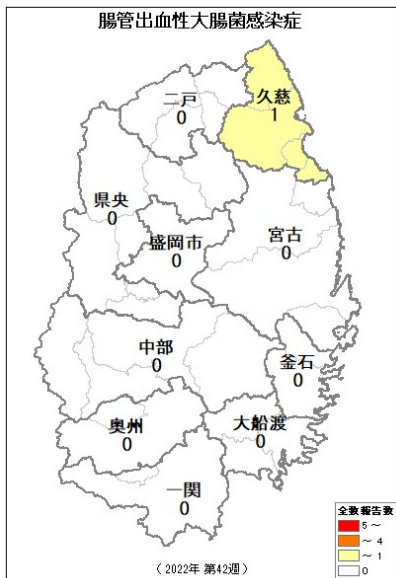 腸管出血性大腸菌感染症
二戸
0
久慈
1
県央
0
盛岡市
0
宮古
0
中部
0
釜石
0
奥州
0
大船渡
0
一関
0
全数報告数
5～
～4
～1
0
(2022年 第42週)